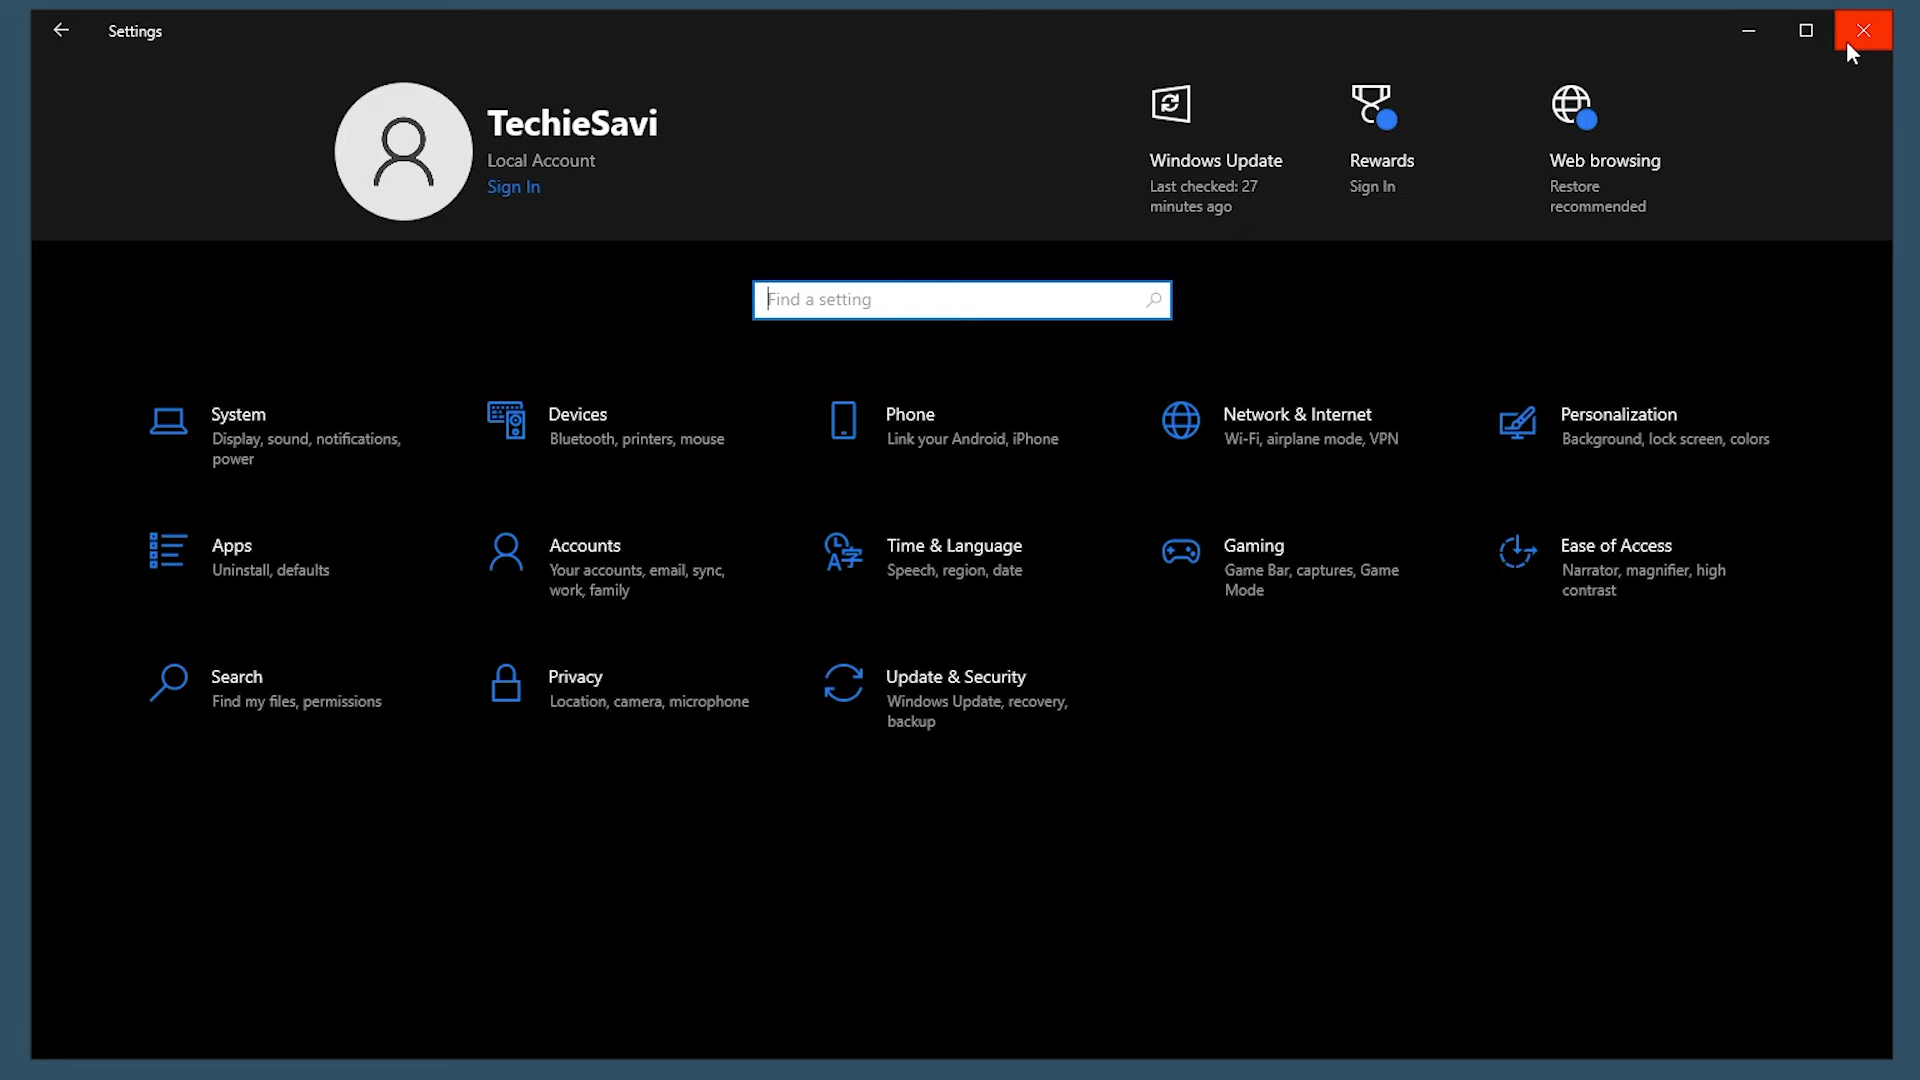 Settings
TechieSavi
Local Account
Sign In
Windows Update
Last checked: 27
minutes ago
Rewards
Sign In
Web browsing
Restore
recommended
Find a setting
System
Display, sound, notifications,
power
Devices
Bluetooth, printers, mouse
Phone
Link your Android, iPhone
Network & Internet
Wi-Fi, airplane mode, VPN
Personalization
Background, lock screen, colors
Apps
Uninstall, defaults
Accounts
Your accounts, email, sync,
work, family
Time & Language
Speech, region, date
Gaming
Game Bar, captures, Game
Mode
Ease of Access
Narrator, magnifier, high
contrast
Search
Find my files, permissions
Privacy
Location, camera, microphone
Update & Security
Windows Update, recovery,
backup